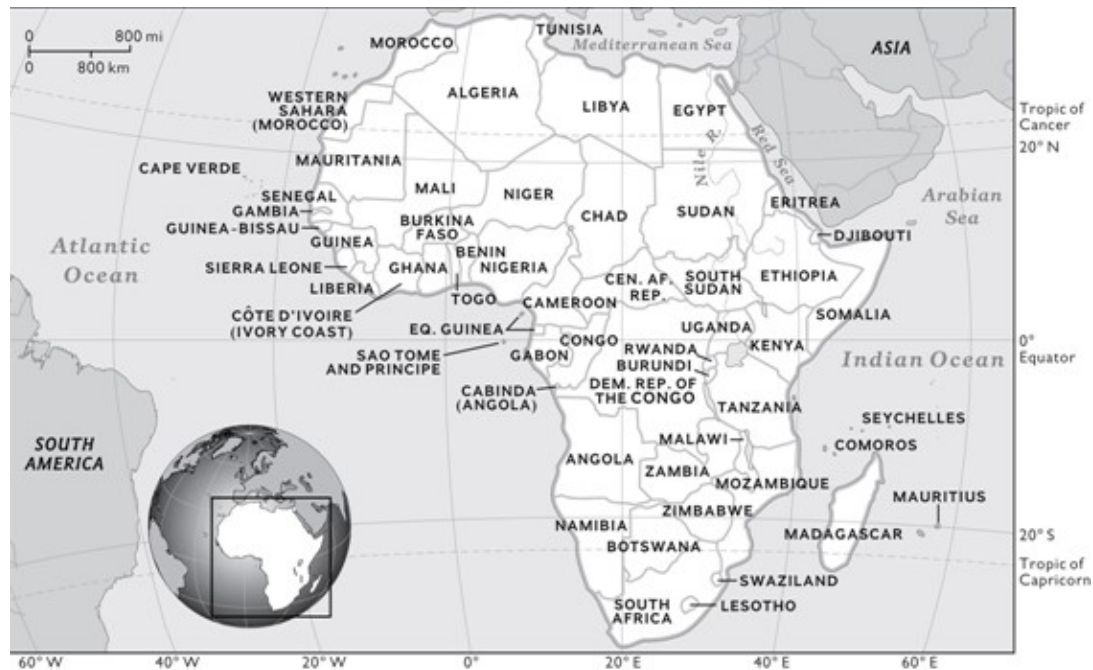 0 800 mi
0 800 km
MOROCCO
TUNISIA
Mediterranean Sea
ASIA
ALGERIA
LIBYA
EGYPT
WESTERN
SAHARA
(MOROCCO)
Tropic of
Cancer
20° N
Nile R.
Red Sea
CAPE VERDE
MAURITANIA
MALI
NIGER
CHAD
SUDAN
ERITREA
Arabian
Sea
SENEGAL
GAMBIA
GUINEA-BISSAU
GUINEA
BURKINA
FASO
BENIN
NIGERIA
DJIBOUTI
Atlantic
Ocean
SIERRA LEONE
LIBERIA
GHANA
TOGO
CEN. AF.
REP.
SOUTH
SUDAN
ETHIOPIA
CÔTE D'IVOIRE
(IVORY COAST)
CAMEROON
SOMALIA
EQ. GUINEA
UGANDA
KENYA
SAO TOME
AND PRINCIPE
GABON
CONGO
RWANDA
BURUNDI
Indian Ocean
0°
Equator
CABINDA
(ANGOLA)
DEM. REP. OF
THE CONGO
TANZANIA
SEYCHELLES
COMOROS
SOUTH
AMERICA
MALAWI
ANGOLA
ZAMBIA
MOZAMBIQUE
MAURITIUS
ZIMBABWE
NAMIBIA
BOTSWANA
MADAGASCAR
20° S
Tropic of
Capricorn
SWAZILAND
SOUTH
AFRICA
LESOTHO
60° W 40° W 20° W 0° 20° E 40° E 60° E